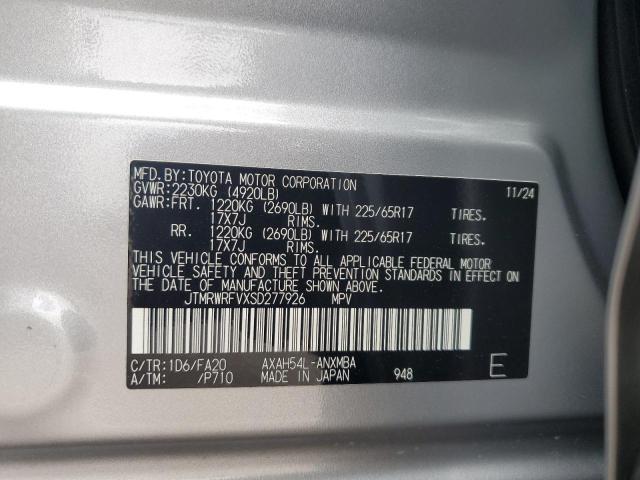 MFD.BY:TOYOTA MOTOR CORPORATION 11/24
GVWR:2230KG (4920LB)
GAWR:FRT. 1220KG (2690LB) WITH 225/65R17 TIRES.
17X7J RIMS.
RR. 1220KG (2690LB) WITH 225/65R17 TIRES.
17X7J RIMS.
THIS VEHICLE CONFORMS TO ALL APPLICABLE FEDERAL MOTOR
VEHICLE SAFETY AND THEFT PREVENTION STANDARDS IN EFFECT ON
THE DATE OF MANUFACTURE SHOWN ABOVE.
JTMRWRFVXSD277926 MPV
C/TR:1D6/FA20 AXAH54L-ANXMBA
A/TM: /P710 MADE IN JAPAN 948 E